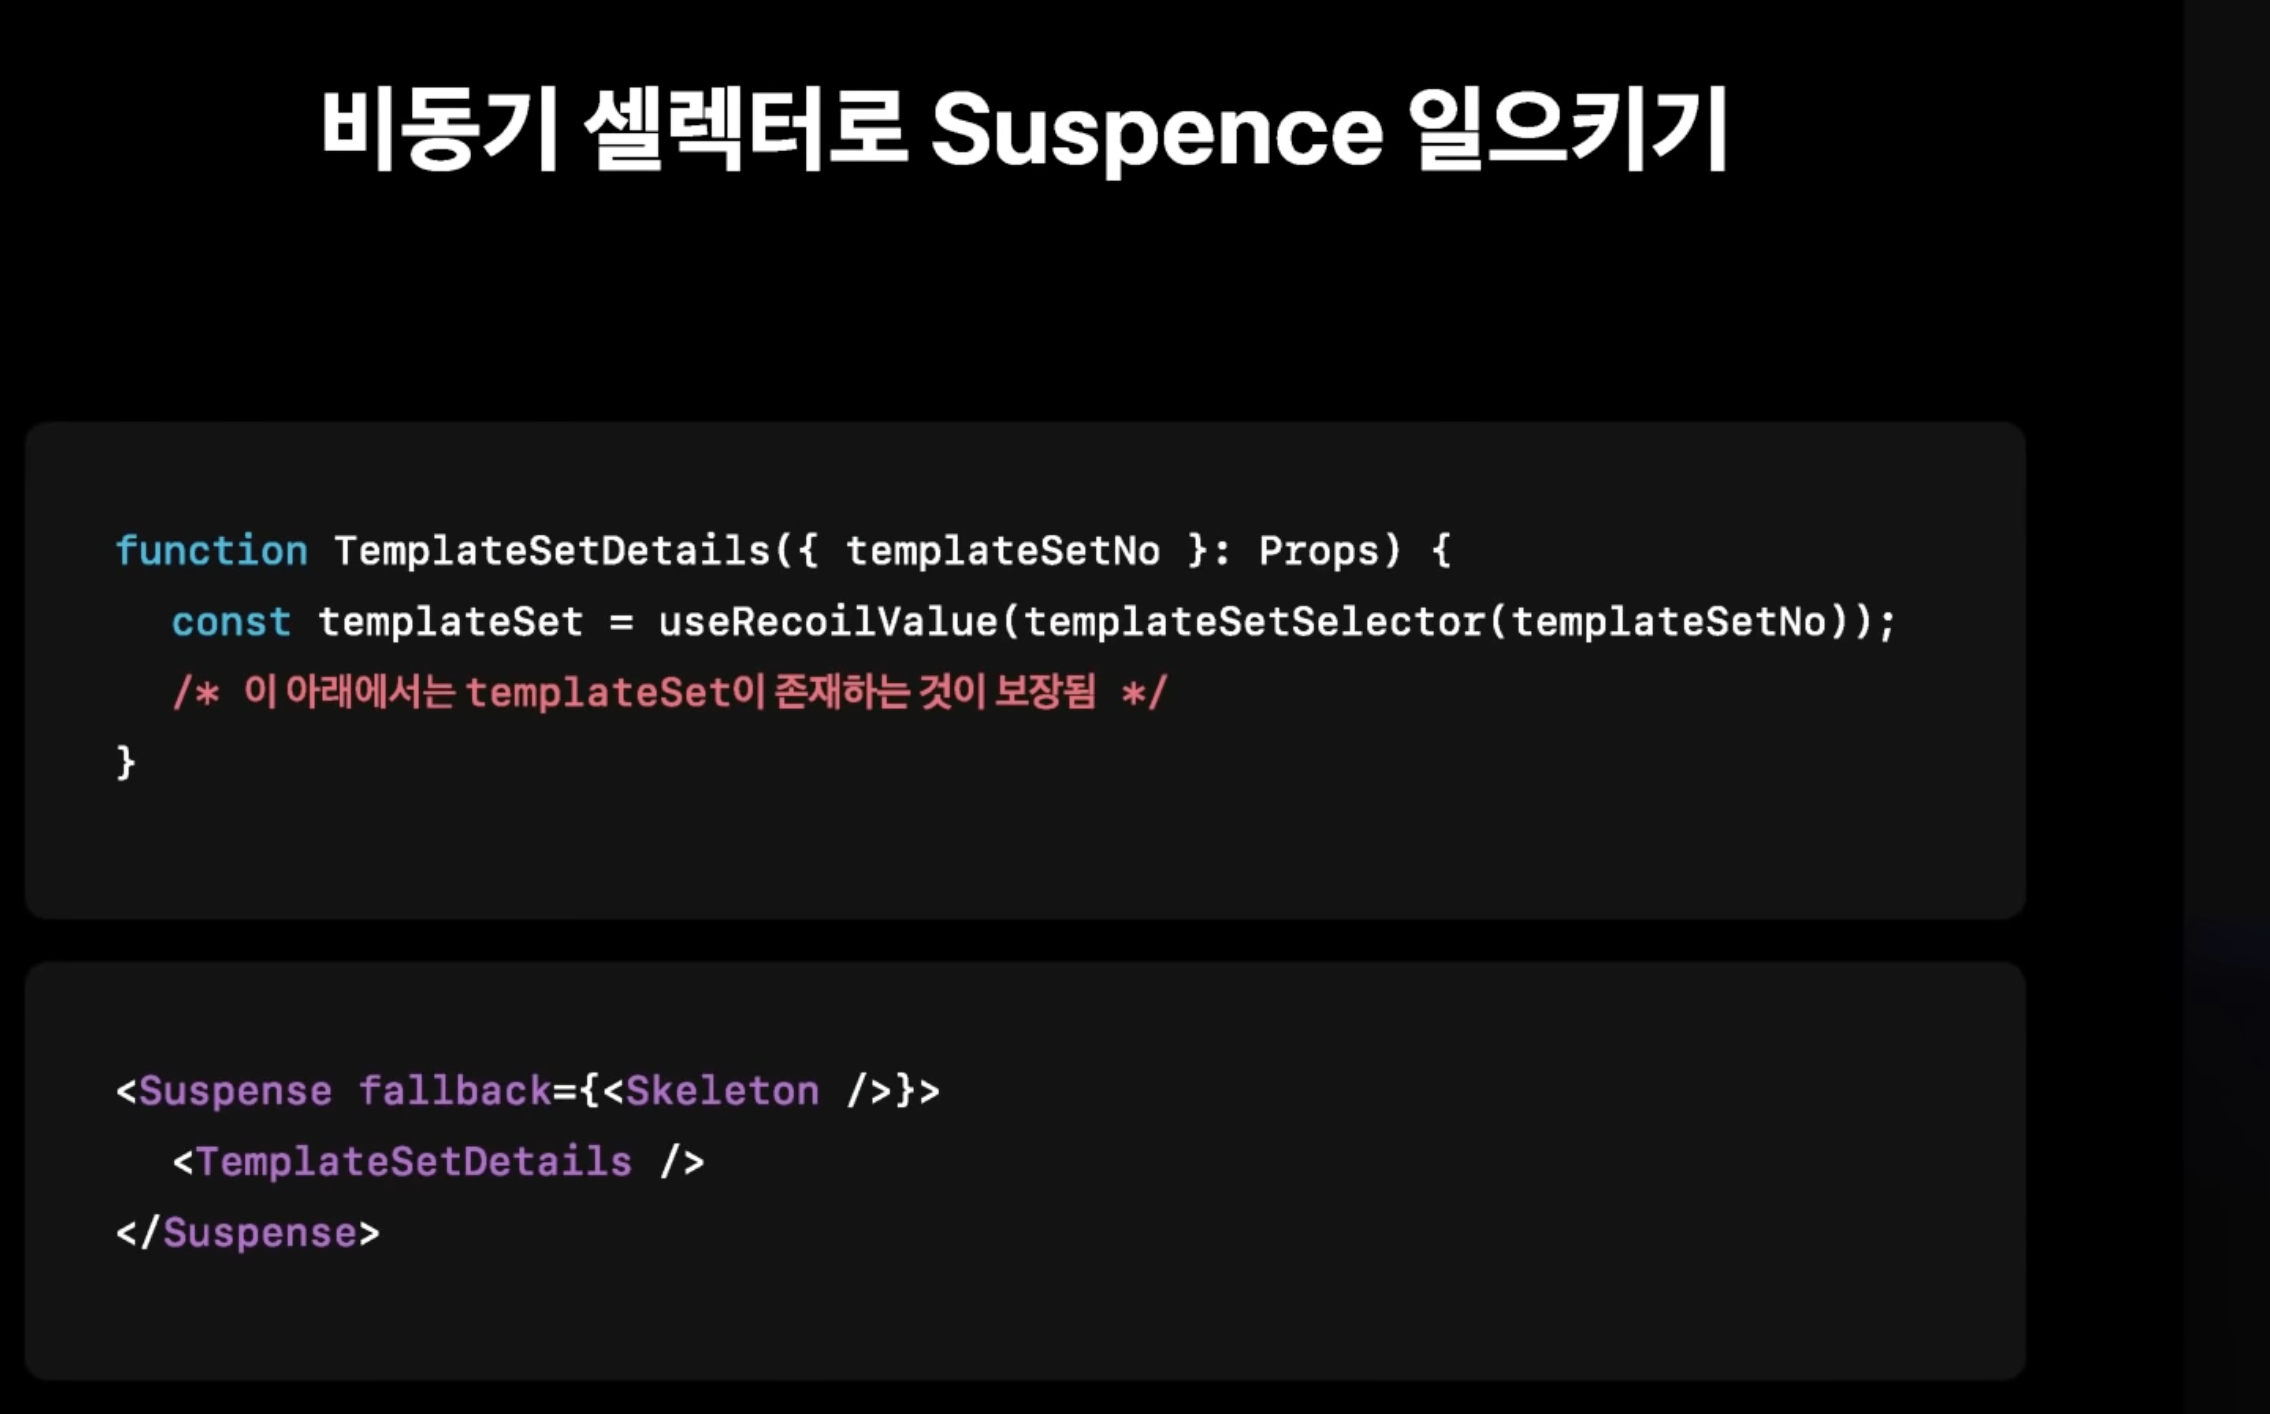 비동기 셀렉터로 Suspence 일으키기
function TemplateSetDetails({ templateSetNo }: Props) {
const templateSet = useRecoilValue(templateSetSelector(templateSetNo));
/* 이 아래에서는 templateSet이 존재하는 것이 보장됨 */
}
<Suspense fallback={<Skeleton />}>
<TemplateSetDetails />
</Suspense>